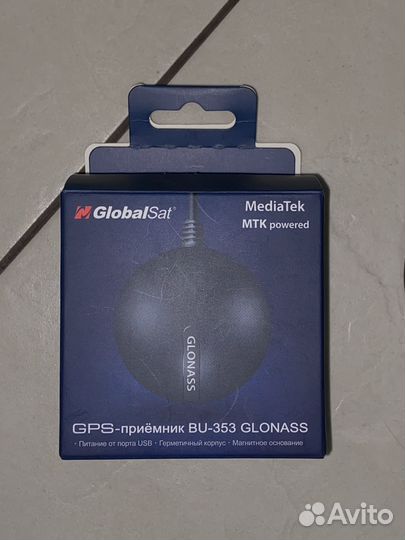 GlobalSat®
MediaTek
MTK powered
GLONASS
GPS-приёмник BU-353 GLONASS
· Питание от порта USB · Герметичный корпус · Магнитное основание
Avito